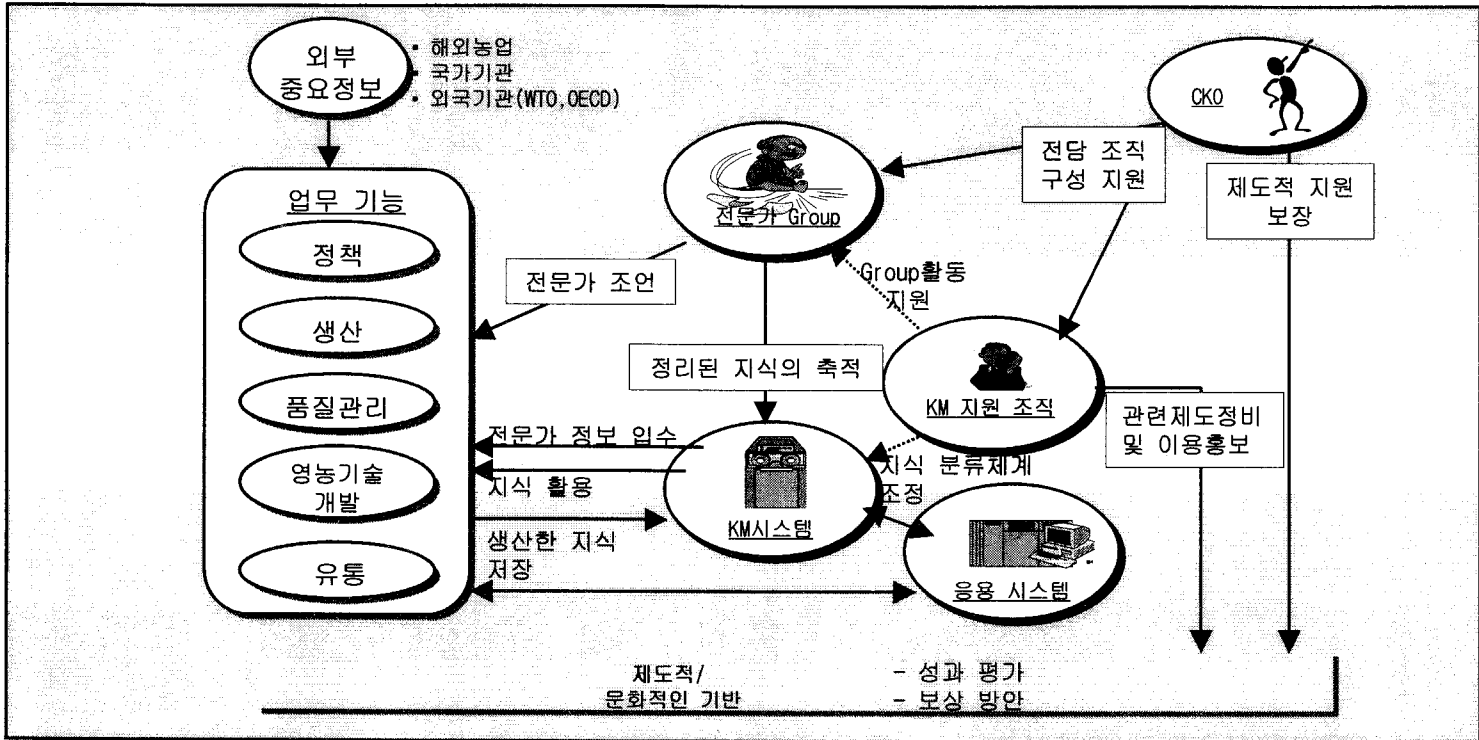 외부
중요정보
· 해외농업
· 국가기관
· 외국기관(WTO,OECD)
CKO
전문가 Group
전당 조직
구성 지원
제도적 지원
보장
업무 기능
정책
생산
품질관리
영농기술
개발
유통
전문가 조언
Group활동
지원
정리된 지식의 축적
KM 지원 조직
관련제도정비
및 이용홍보
전문가 정보 입수
지식 활용
생산한 지식
저장
KM시스템
지식 분류체계
조정
응용 시스템
제도적/
문화적인 기반
- 성과 평가
- 보상 방안